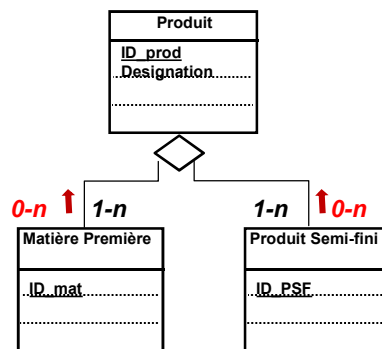 Produit
ID_prod
Designation
0-n 1-n 1-n 0-n
Matière Première Produit Semi-fini
ID_mat ID_PSF